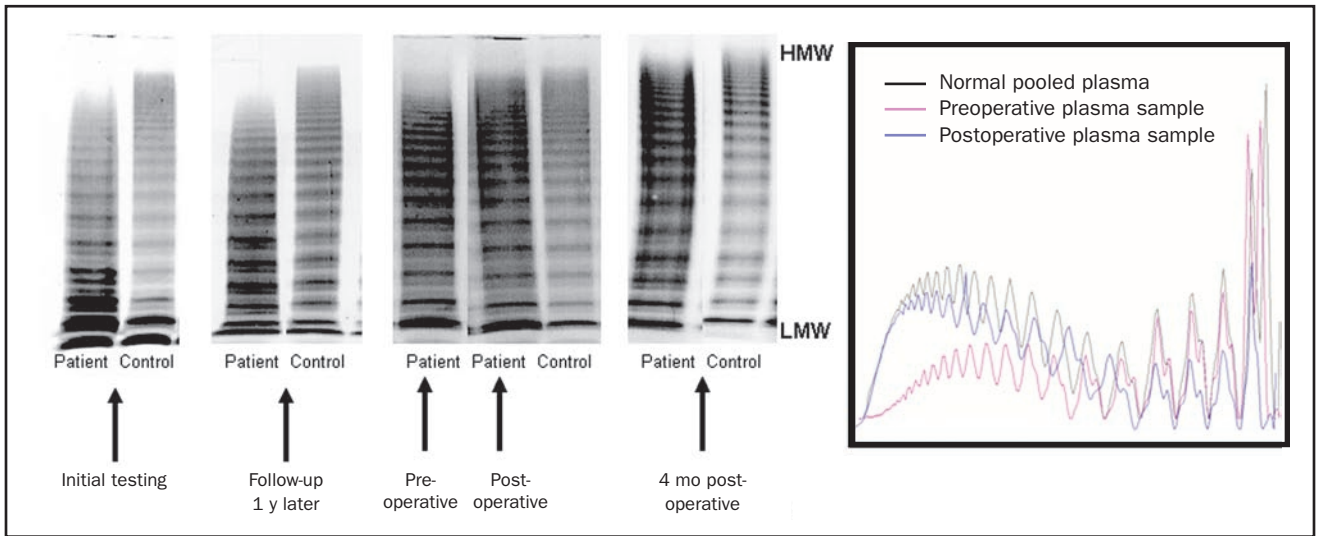 HMW
LMW
Patient Control
Patient Control
Patient Patient Control
Patient Control
Initial testing
Follow-up
1 y later
Pre-
operative
Post-
operative
4 mo post-
operative
Normal pooled plasma
Preoperative plasma sample
Postoperative plasma sample